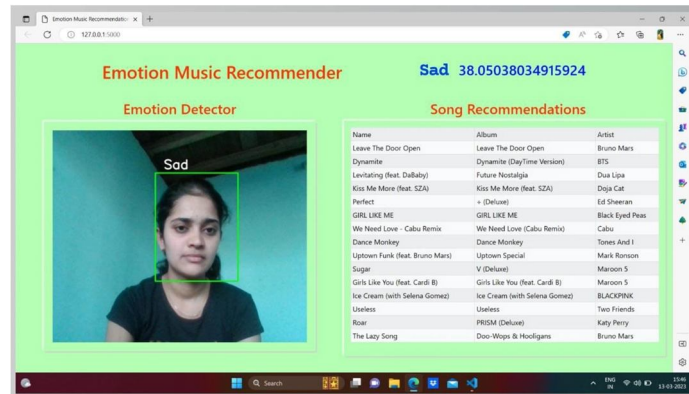 Emotion Music Recommendation
127.0.0.1:5000
Emotion Music Recommender
Sad 38.05038034915924
Emotion Detector
Sad
Song Recommendations
Name Album Artist
Leave The Door Open Leave The Door Open Bruno Mars
Dynamite Dynamite (DayTime Version) BTS
Levitating (feat. DaBaby) Future Nostalgia Dua Lipa
Kiss Me More (feat. SZA) Kiss Me More (feat. SZA) Doja Cat
Perfect + (Deluxe) Ed Sheeran
GIRL LIKE ME GIRL LIKE ME Black Eyed Peas
We Need Love - Cabu Remix We Need Love (Cabu Remix) Cabu
Dance Monkey Dance Monkey Tones And I
Uptown Funk (feat. Bruno Mars) Uptown Special Mark Ronson
Sugar V (Deluxe) Maroon 5
Girls Like You (feat. Cardi B) Girls Like You (feat. Cardi B) Maroon 5
Ice Cream (with Selena Gomez) Ice Cream (with Selena Gomez) BLACKPINK
Useless Useless Two Friends
Roar PRISM (Deluxe) Katy Perry
The Lazy Song Doo-Wops & Hooligans Bruno Mars
Search
ENG
IN
15:46
13-03-2023